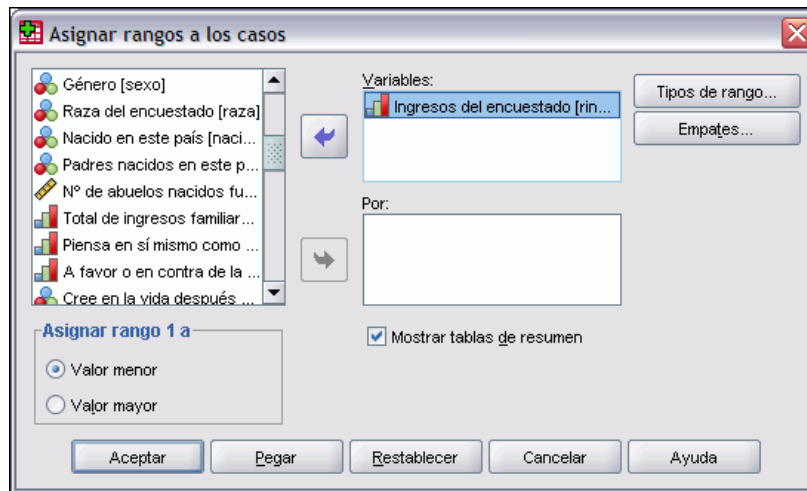 Asignar rangos a los casos
Género [sexo]
Raza del encuestado [raza]
Nacido en este país [naci...
Padres nacidos en este p...
Nº de abuelos nacidos fu...
Total de ingresos familiar...
Piensa en sí mismo como ...
A favor o en contra de la ...
Cree en la vida después ...
Variables:
Ingresos del encuestado [rin...
Por:
Tipos de rango...
Empates...
Asignar rango 1 a
Valor menor
Valor mayor
Mostrar tablas de resumen
Aceptar
Pegar
Restablecer
Cancelar
Ayuda